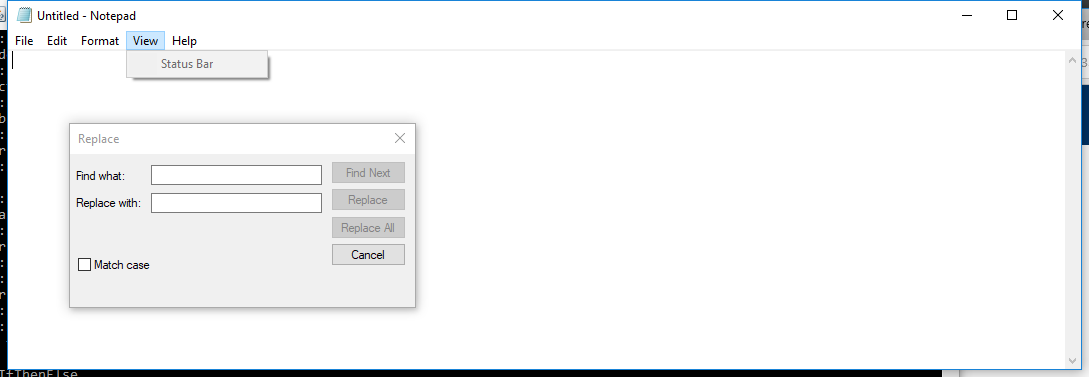 Untitled - Notepad
File Edit Format View Help
Status Bar
Replace
Find what:
Find Next
Replace with:
Replace
Replace All
Cancel
Match case
IfThenElse